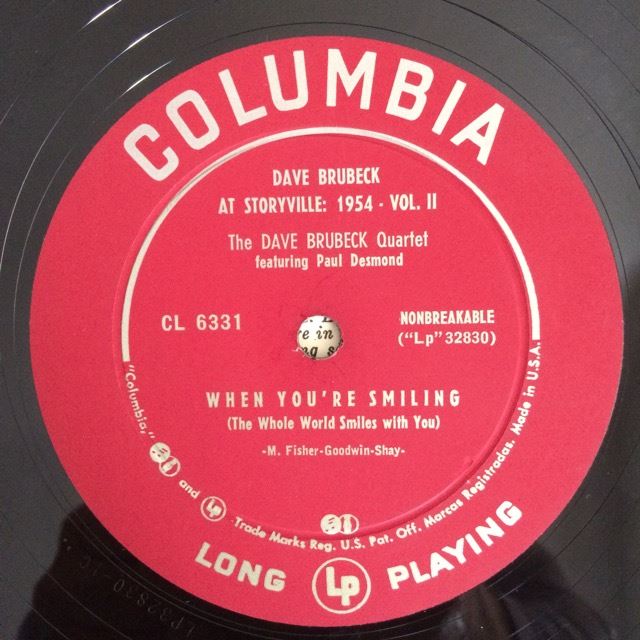 COLUMBIA
DAVE BRUBECK
AT STORYVILLE: 1954 - VOL. II
The DAVE BRUBECK Quartet
featuring Paul Desmond
CL 6331
NONBREAKABLE
("Lp" 32830)
e in
WHEN YOU'RE SMILING
(The Whole World Smiles with You)
-M. Fisher-Goodwin-Shay-
"Columbia," and Lp Trade Marks Reg. U.S. Pat. Off. Marcas Registradas. Made in U.S.A.
LONG Lp PLAYING